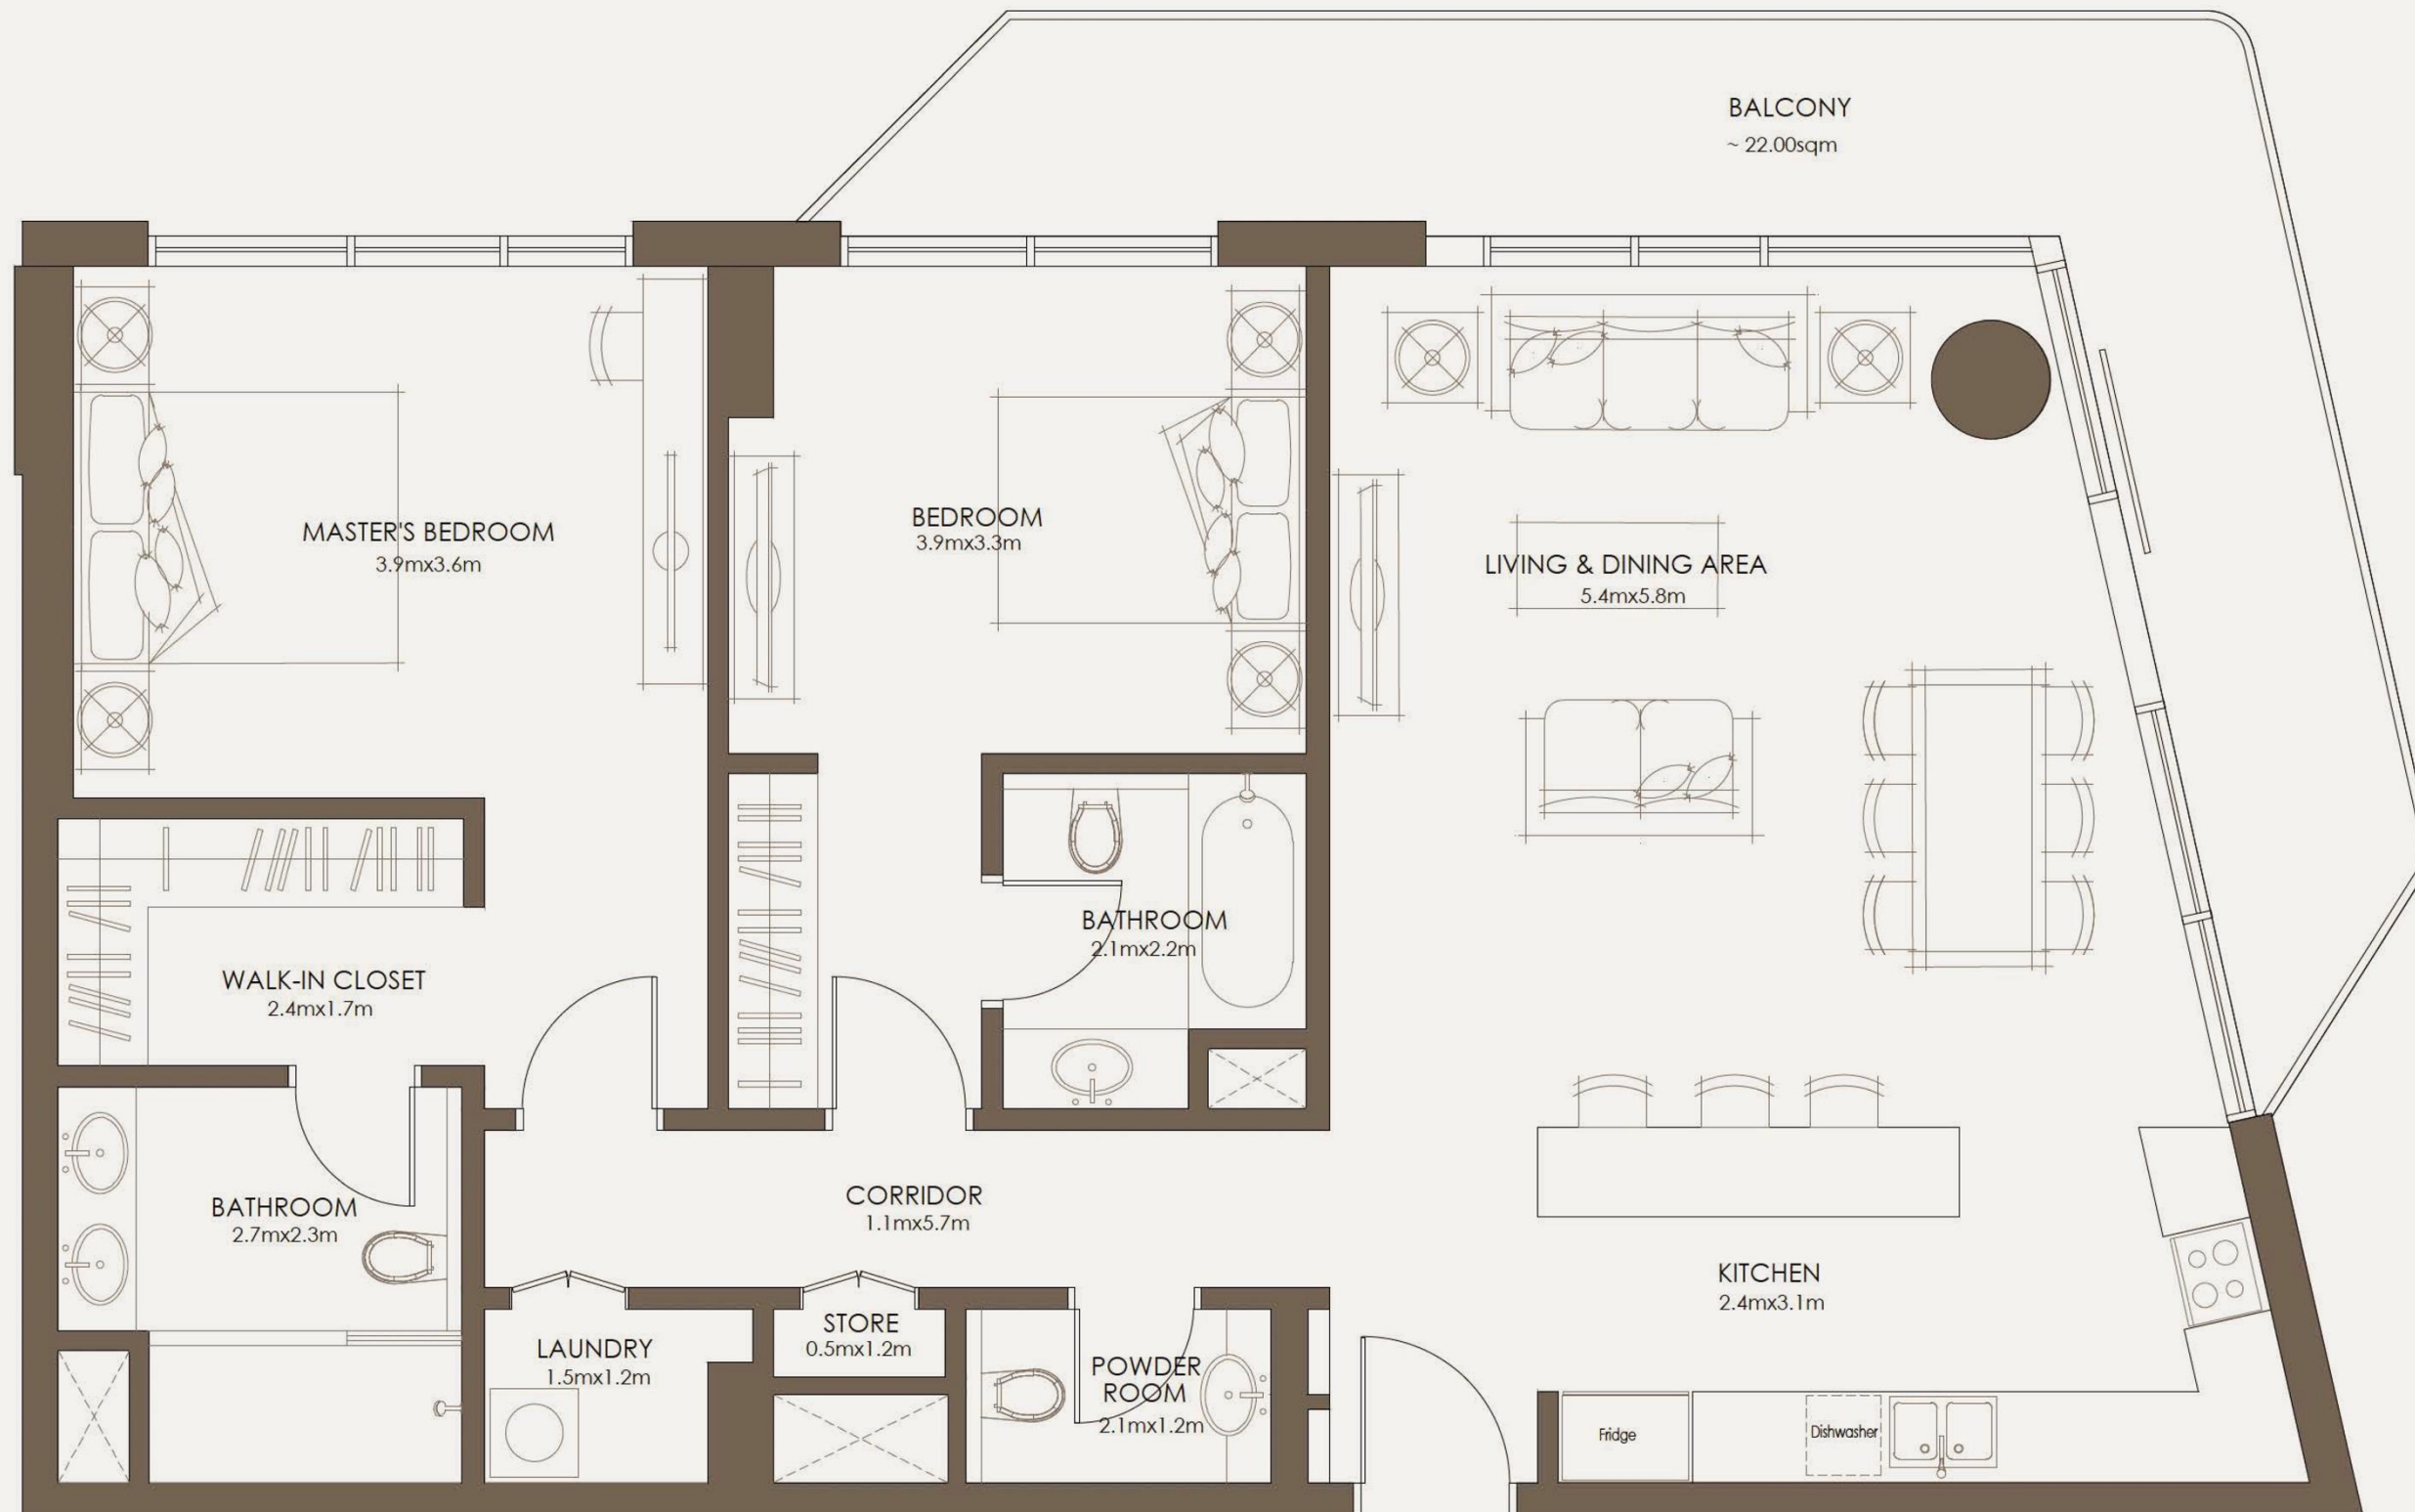 BALCONY
~ 22.00sqm
MASTER'S BEDROOM
3.9mx3.6m
BEDROOM
3.9mx3.3m
LIVING & DINING AREA
5.4mx5.8m
BATHROOM
2.1mx2.2m
WALK-IN CLOSET
2.4mx1.7m
BATHROOM
2.7mx2.3m
CORRIDOR
1.1mx5.7m
KITCHEN
2.4mx3.1m
LAUNDRY
1.5mx1.2m
STORE
0.5mx1.2m
POWDER
ROOM
2.1mx1.2m
Fridge
Dishwasher